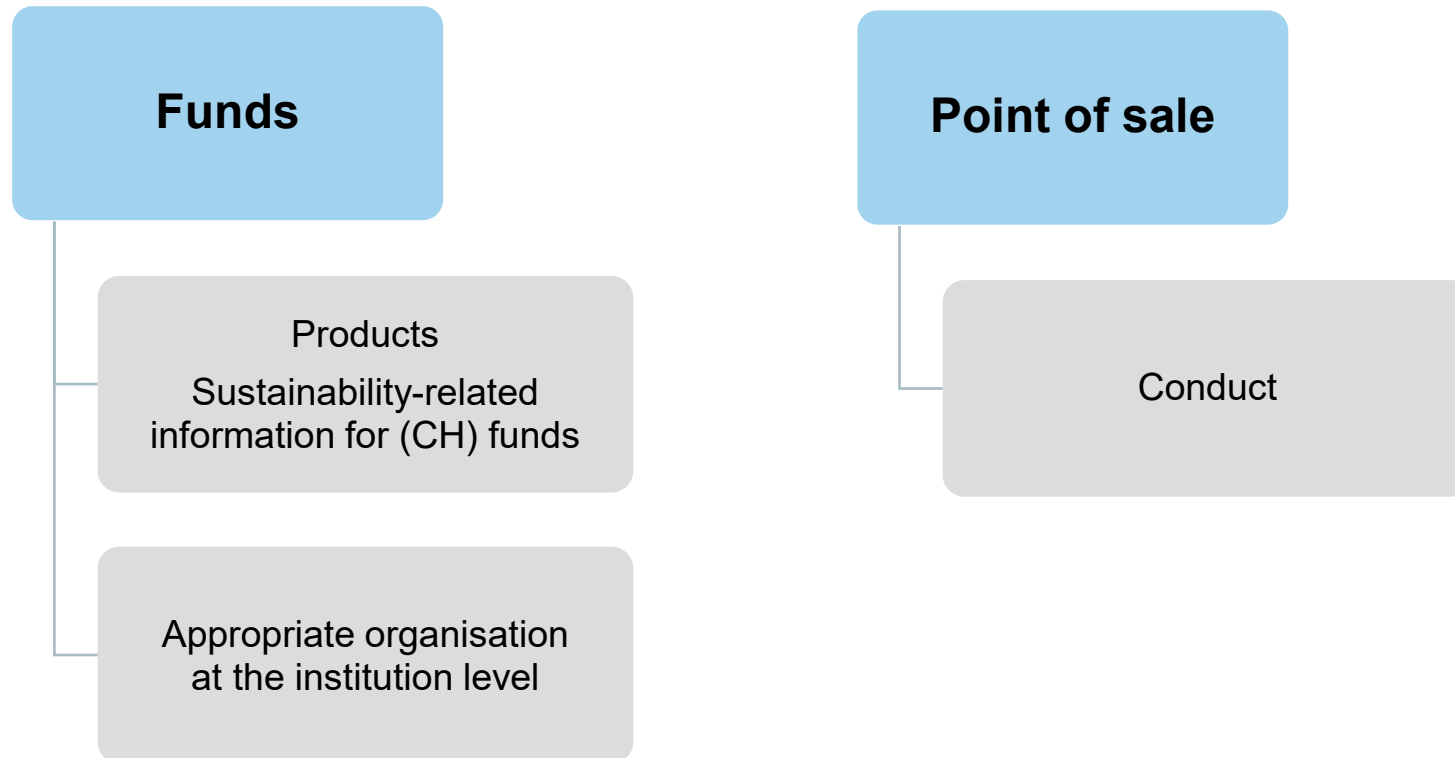 Funds
Products
Sustainability-related
information for (CH) funds
Appropriate organisation
at the institution level
Point of sale
Conduct